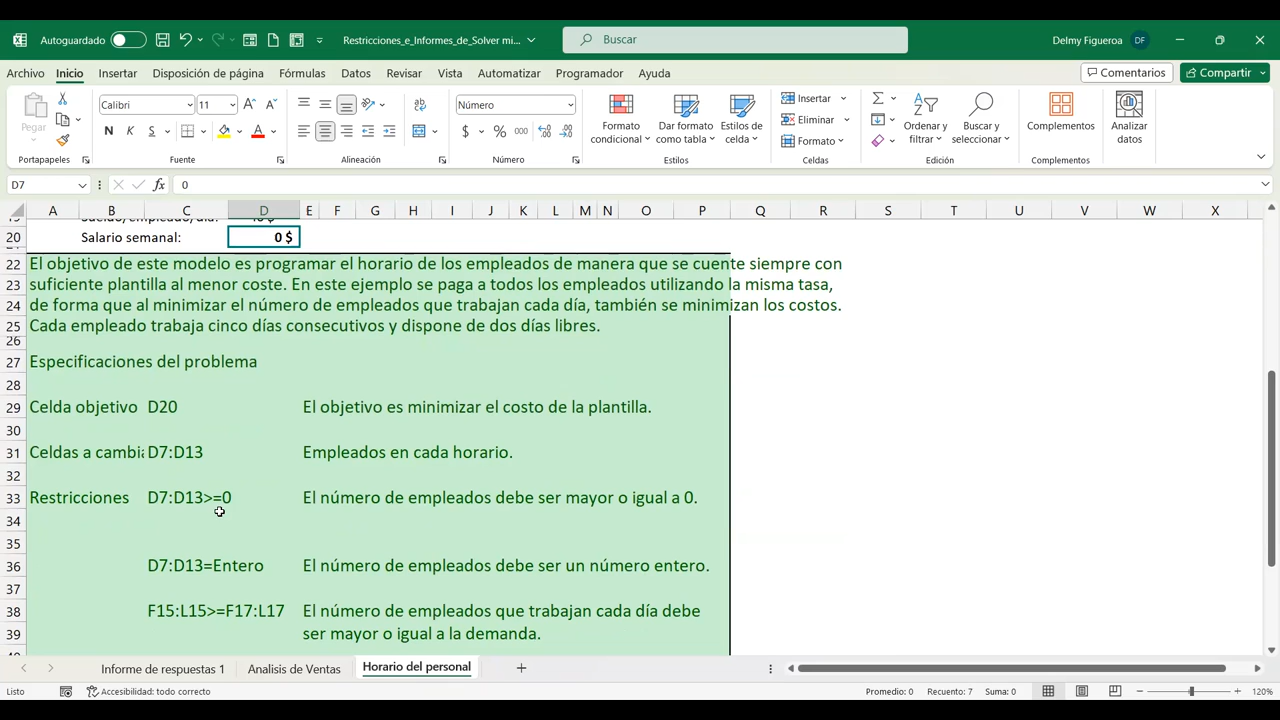 Autoguardado
Restricciones_e_Informes_de_Solver mi...
Buscar
Delmy Figueroa DF
Archivo Inicio Insertar Disposición de página Fórmulas Datos Revisar Vista Automatizar Programador Ayuda
Comentarios Compartir
Pegar
Calibri 11
N K S
Número
$ % 000
Formato condicional
Dar formato como tabla
Estilos de celda
Insertar
Eliminar
Formato
Ordenar y filtrar
Buscar y seleccionar
Complementos
Analizar datos
Portapapeles Fuente Alineación Número Estilos Celdas Edición Complementos
D7 fx 0
A B C D E F G H I J K L M N O P Q R S T U V W X
20 Salario semanal: 0 $
22 El objetivo de este modelo es programar el horario de los empleados de manera que se cuente siempre con
23 suficiente plantilla al menor coste. En este ejemplo se paga a todos los empleados utilizando la misma tasa,
24 de forma que al minimizar el número de empleados que trabajan cada día, también se minimizan los costos.
25 Cada empleado trabaja cinco días consecutivos y dispone de dos días libres.
26
27 Especificaciones del problema
28
29 Celda objetivo D20 El objetivo es minimizar el costo de la plantilla.
30
31 Celdas a cambia D7:D13 Empleados en cada horario.
32
33 Restricciones D7:D13>=0 El número de empleados debe ser mayor o igual a 0.
34
35
36 D7:D13=Entero El número de empleados debe ser un número entero.
37
38 F15:L15>=F17:L17 El número de empleados que trabajan cada día debe
39 ser mayor o igual a la demanda.
Informe de respuestas 1 Analisis de Ventas Horario del personal
Listo Accesibilidad: todo correcto Promedio: 0 Recuento: 7 Suma: 0 120%